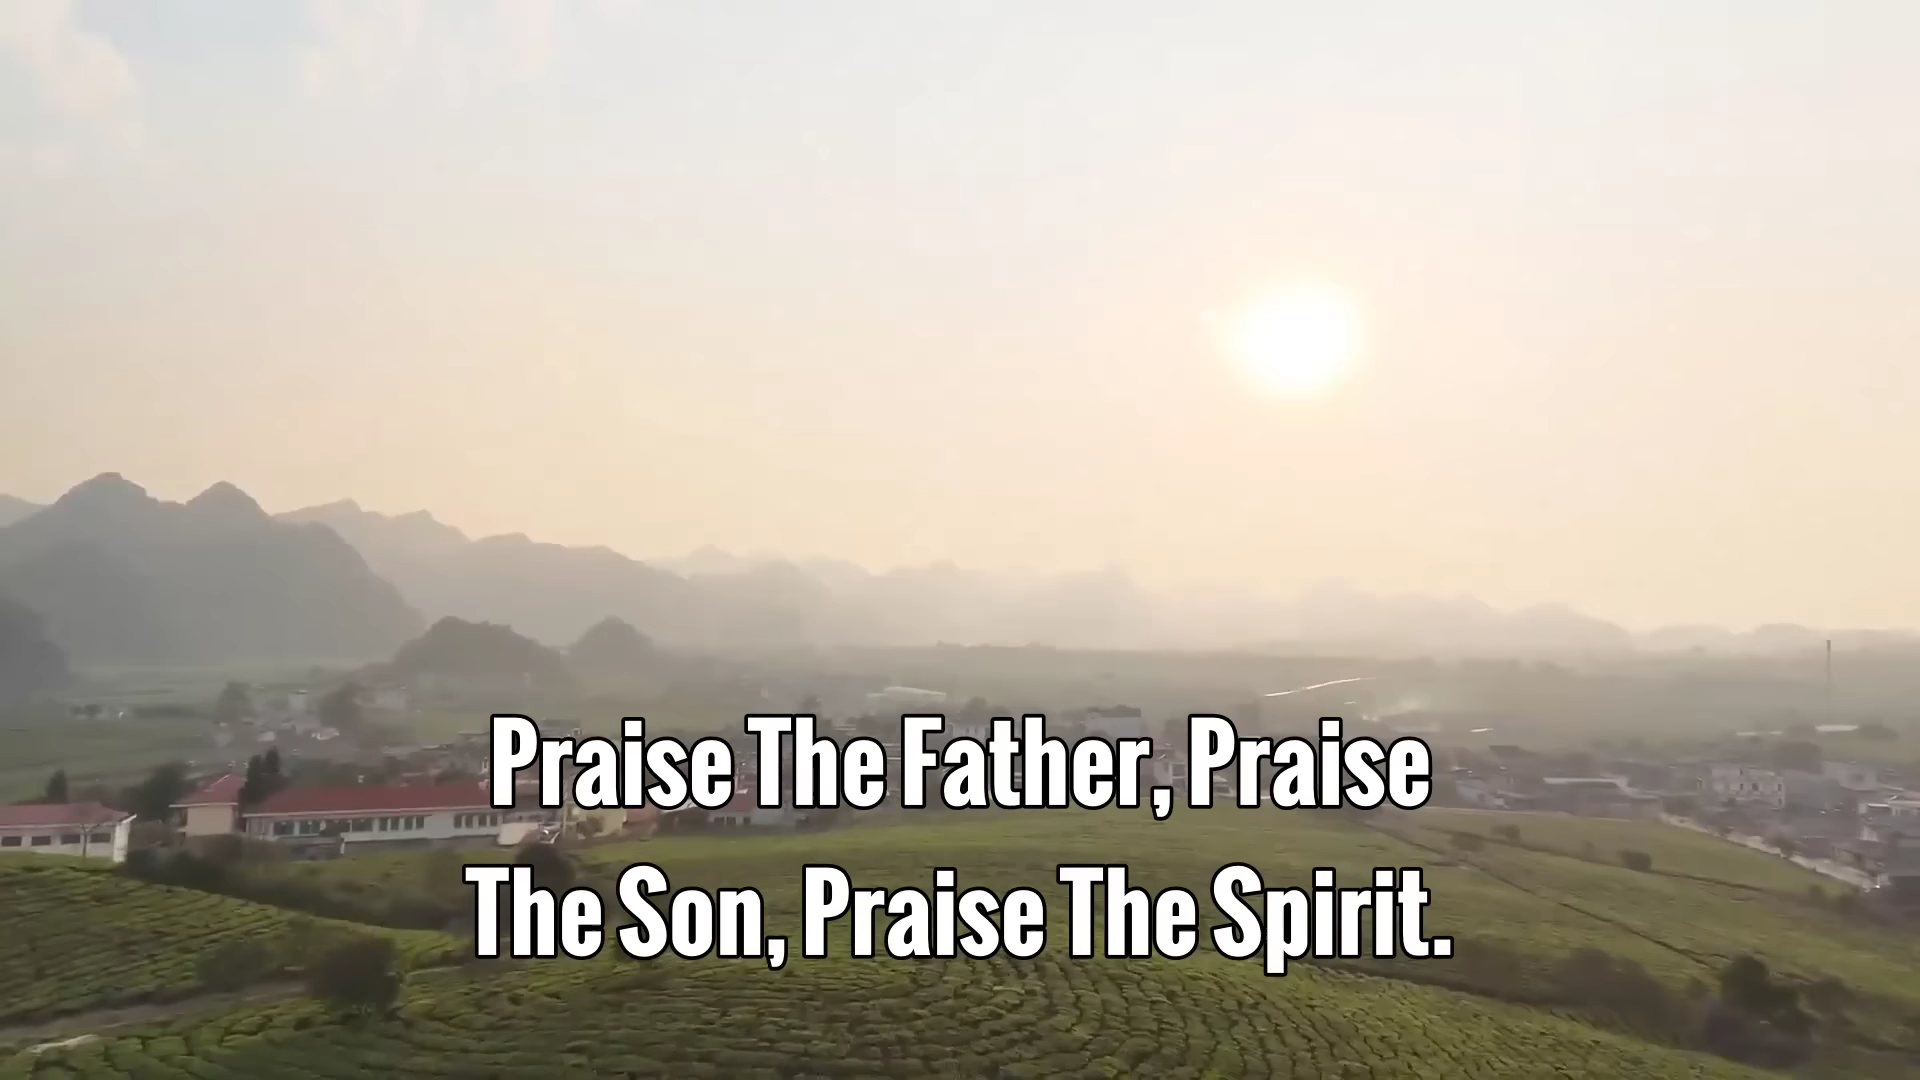 Praise The Father, Praise
The Son, Praise The Spirit.